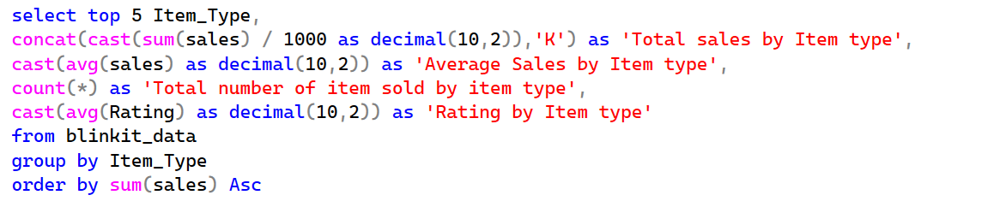 select top 5 Item_Type,
concat(cast(sum(sales) / 1000 as decimal(10,2)),'K') as 'Total sales by Item type',
cast(avg(sales) as decimal(10,2)) as 'Average Sales by Item type',
count(*) as 'Total number of item sold by item type',
cast(avg(Rating) as decimal(10,2)) as 'Rating by Item type'
from blinkit_data
group by Item_Type
order by sum(sales) Asc